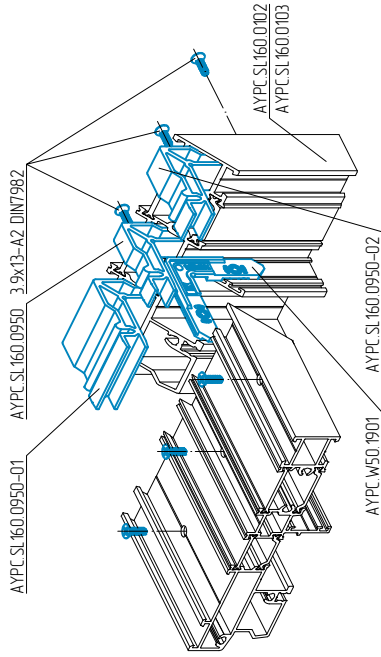 AYPC.SL160.0950-01
AYPC.SL160.0950 3.9x13-A2 DIN7982
AYPC.SL160.0102
AYPC.SL160.0103
AYPC.W50.1901
AYPC.SL160.0950-02